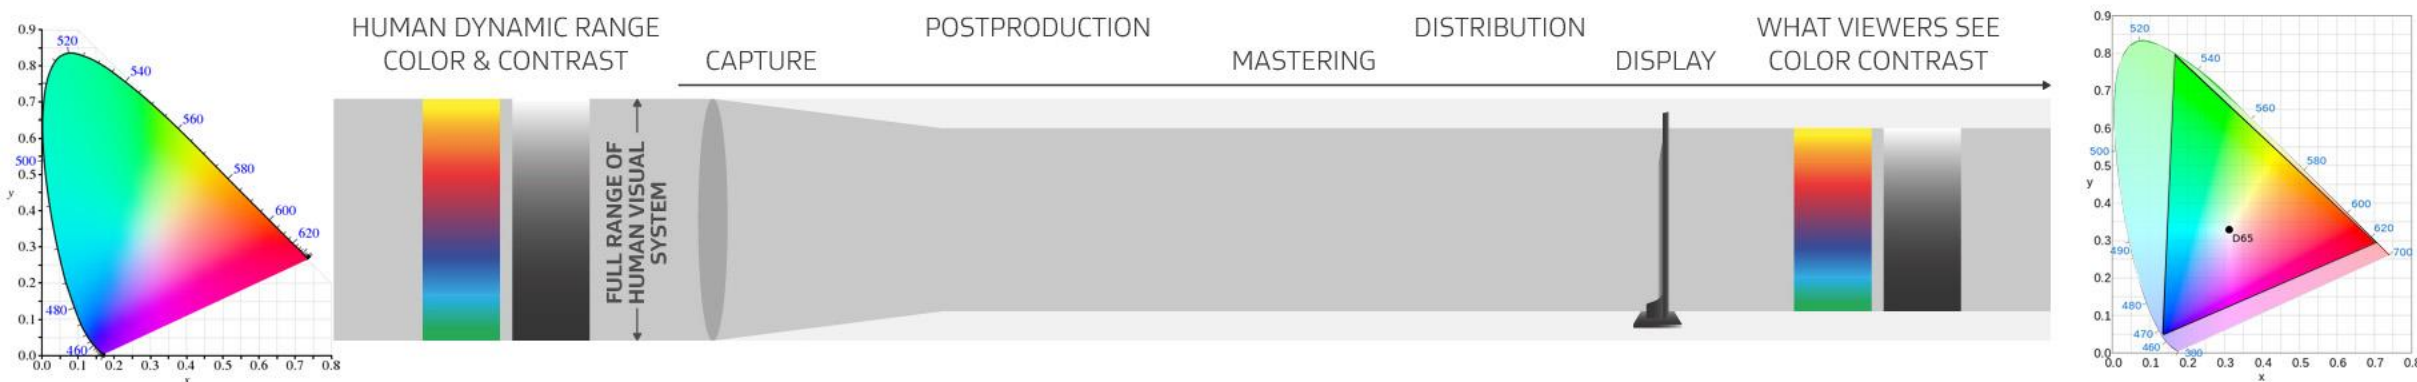 HUMAN DYNAMIC RANGE
COLOR & CONTRAST
CAPTURE
POSTPRODUCTION
MASTERING
DISTRIBUTION
DISPLAY
WHAT VIEWERS SEE
COLOR CONTRAST
FULL RANGE OF
HUMAN VISUAL
SYSTEM
0.9
0.8
0.7
0.6
0.5
0.4
0.3
0.2
0.1
0.0
y
0.0 0.1 0.2 0.3 0.4 0.5 0.6 0.7 0.8
x
520
540
560
500
580
600
620
480
460
0.9
0.8
0.7
0.6
0.5
0.4
0.3
0.2
0.1
0.0
y
0.0 0.1 0.2 0.3 0.4 0.5 0.6 0.7 0.8
x
520
540
560
500
580
600
620
700
490
480
470
460
380
D65